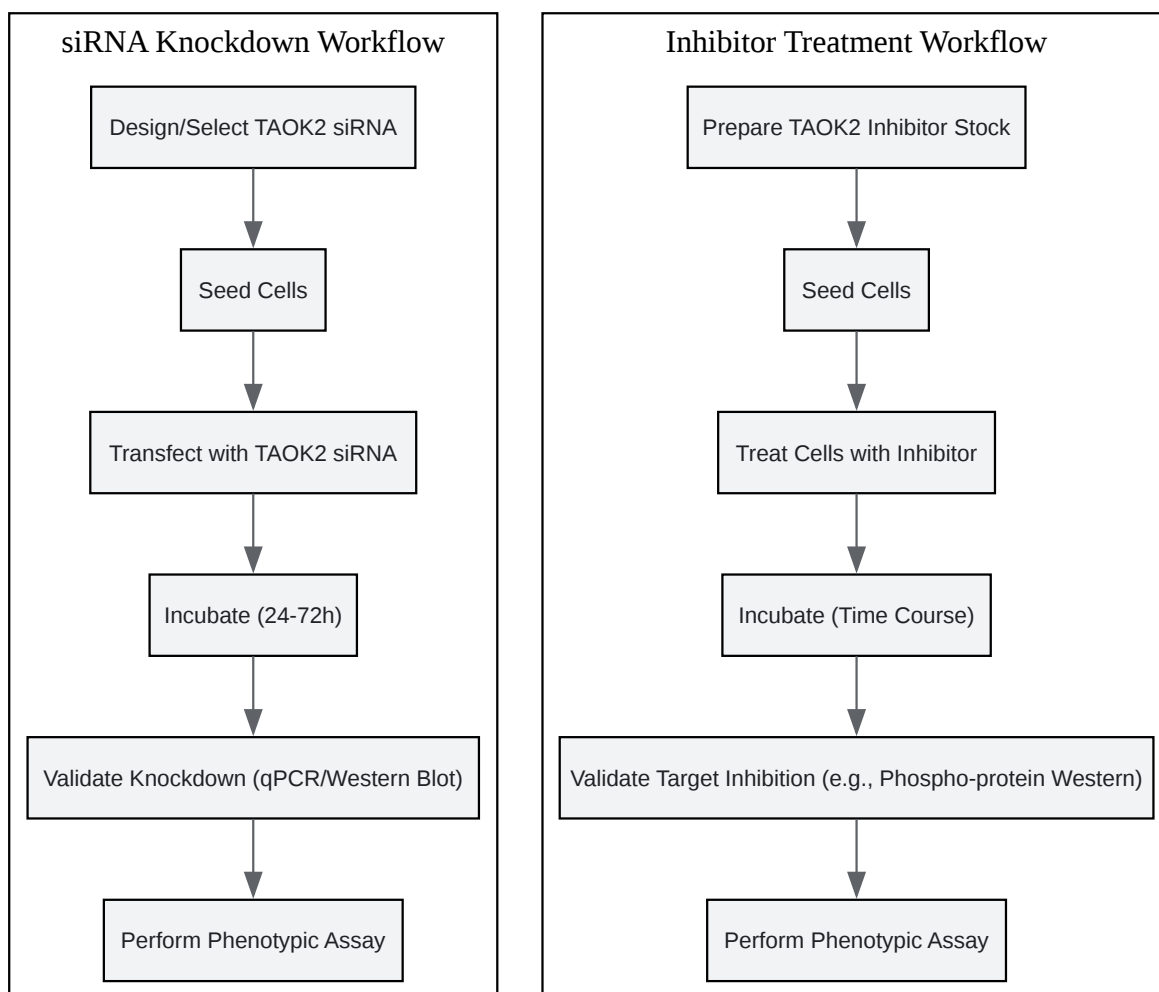 siRNA Knockdown Workflow
Design/Select TAOK2 siRNA
Seed Cells
Transfect with TAOK2 siRNA
Incubate (24-72h)
Validate Knockdown (qPCR/Western Blot)
Perform Phenotypic Assay
Inhibitor Treatment Workflow
Prepare TAOK2 Inhibitor Stock
Seed Cells
Treat Cells with Inhibitor
Incubate (Time Course)
Validate Target Inhibition (e.g., Phospho-protein Western)
Perform Phenotypic Assay